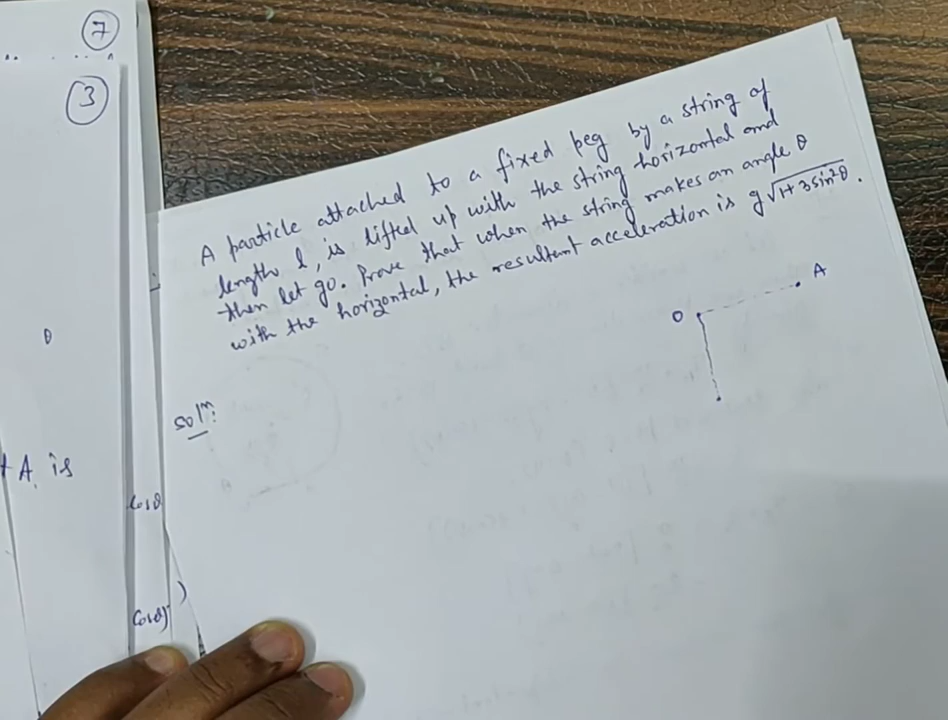 7
3
A particle attached to a fixed peg by a string of
length l, is lifted up with the string horizontal and
then let go. Prove that when the string makes an angle θ
with the horizontal, the resultant acceleration is g√1+3sin²θ.
A
O
solⁿ:
θ
A, is
Cosθ
Cosθ)